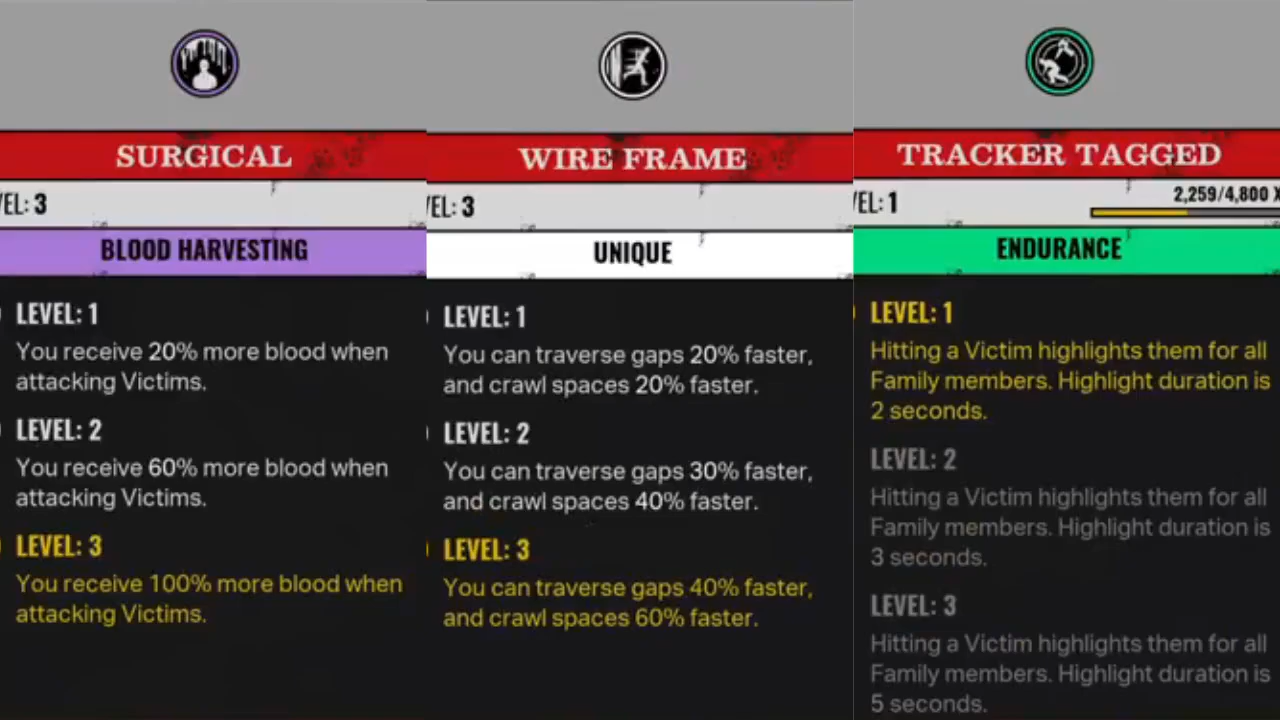 SURGICAL
VEL: 3
BLOOD HARVESTING
LEVEL: 1
You receive 20% more blood when
attacking Victims.
LEVEL: 2
You receive 60% more blood when
attacking Victims.
LEVEL: 3
You receive 100% more blood when
attacking Victims.
WIRE FRAME
VEL: 3
UNIQUE
LEVEL: 1
You can traverse gaps 20% faster,
and crawl spaces 20% faster.
LEVEL: 2
You can traverse gaps 30% faster,
and crawl spaces 40% faster.
LEVEL: 3
You can traverse gaps 40% faster,
and crawl spaces 60% faster.
TRACKER TAGGED
VEL: 1
2,259/4,800 X
ENDURANCE
LEVEL: 1
Hitting a Victim highlights them for all
Family members. Highlight duration is
2 seconds.
LEVEL: 2
Hitting a Victim highlights them for all
Family members. Highlight duration is
3 seconds.
LEVEL: 3
Hitting a Victim highlights them for all
Family members. Highlight duration is
5 seconds.